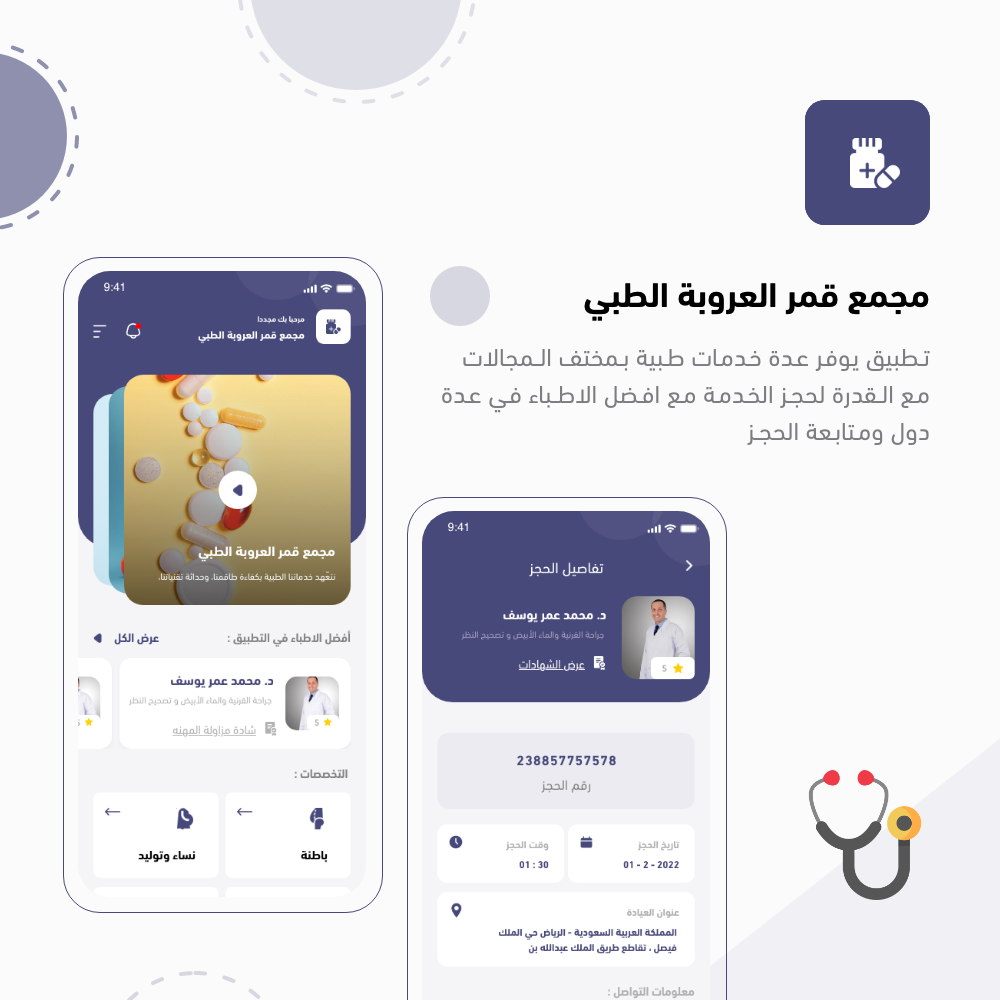 مجمع قمر العروبة الطبي
تطبيق يوفر عدة خدمات طبية بمختف المجالات
مع القدرة لحجز الخدمة مع افضل الاطباء في عدة
دول ومتابعة الحجز
9:41
مرحبا بك مجددا
مجمع قمر العروبة الطبي
مجمع قمر العروبة الطبي
نتعّهد خدماتنا الطبية بكفاءة طاقمنا، وحداثة تقنياتنا،
أفضل الاطباء في التطبيق :
عرض الكل
د. محمد عمر يوسف
جراحة القرنية والماء الأبيض و تصحيح النظر
شادة مزاولة المهنه
5
5
التخصصات :
باطنة
نساء وتوليد
9:41
تفاصيل الحجز
د. محمد عمر يوسف
جراحة القرنية والماء الأبيض و تصحيح النظر
عرض الشهادات
5
238857757578
رقم الحجز
تاريخ الحجز
2022 - 2 - 01
وقت الحجز
01 : 30
عنوان العيادة
المملكة العربية السعودية - الرياض حي الملك
فيصل ، تقاطع طريق الملك عبدالله بن
معلومات التواصل :